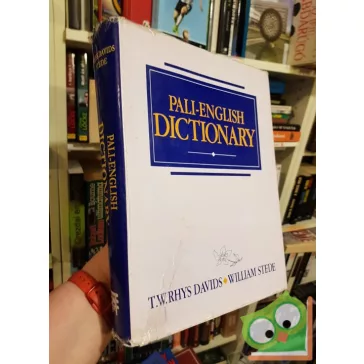 PALI-ENGLISH
DICTIONARY
T.W. RHYS DAVIDS • WILLIAM STEDE
PALI-ENGLISH
DICTIONARY